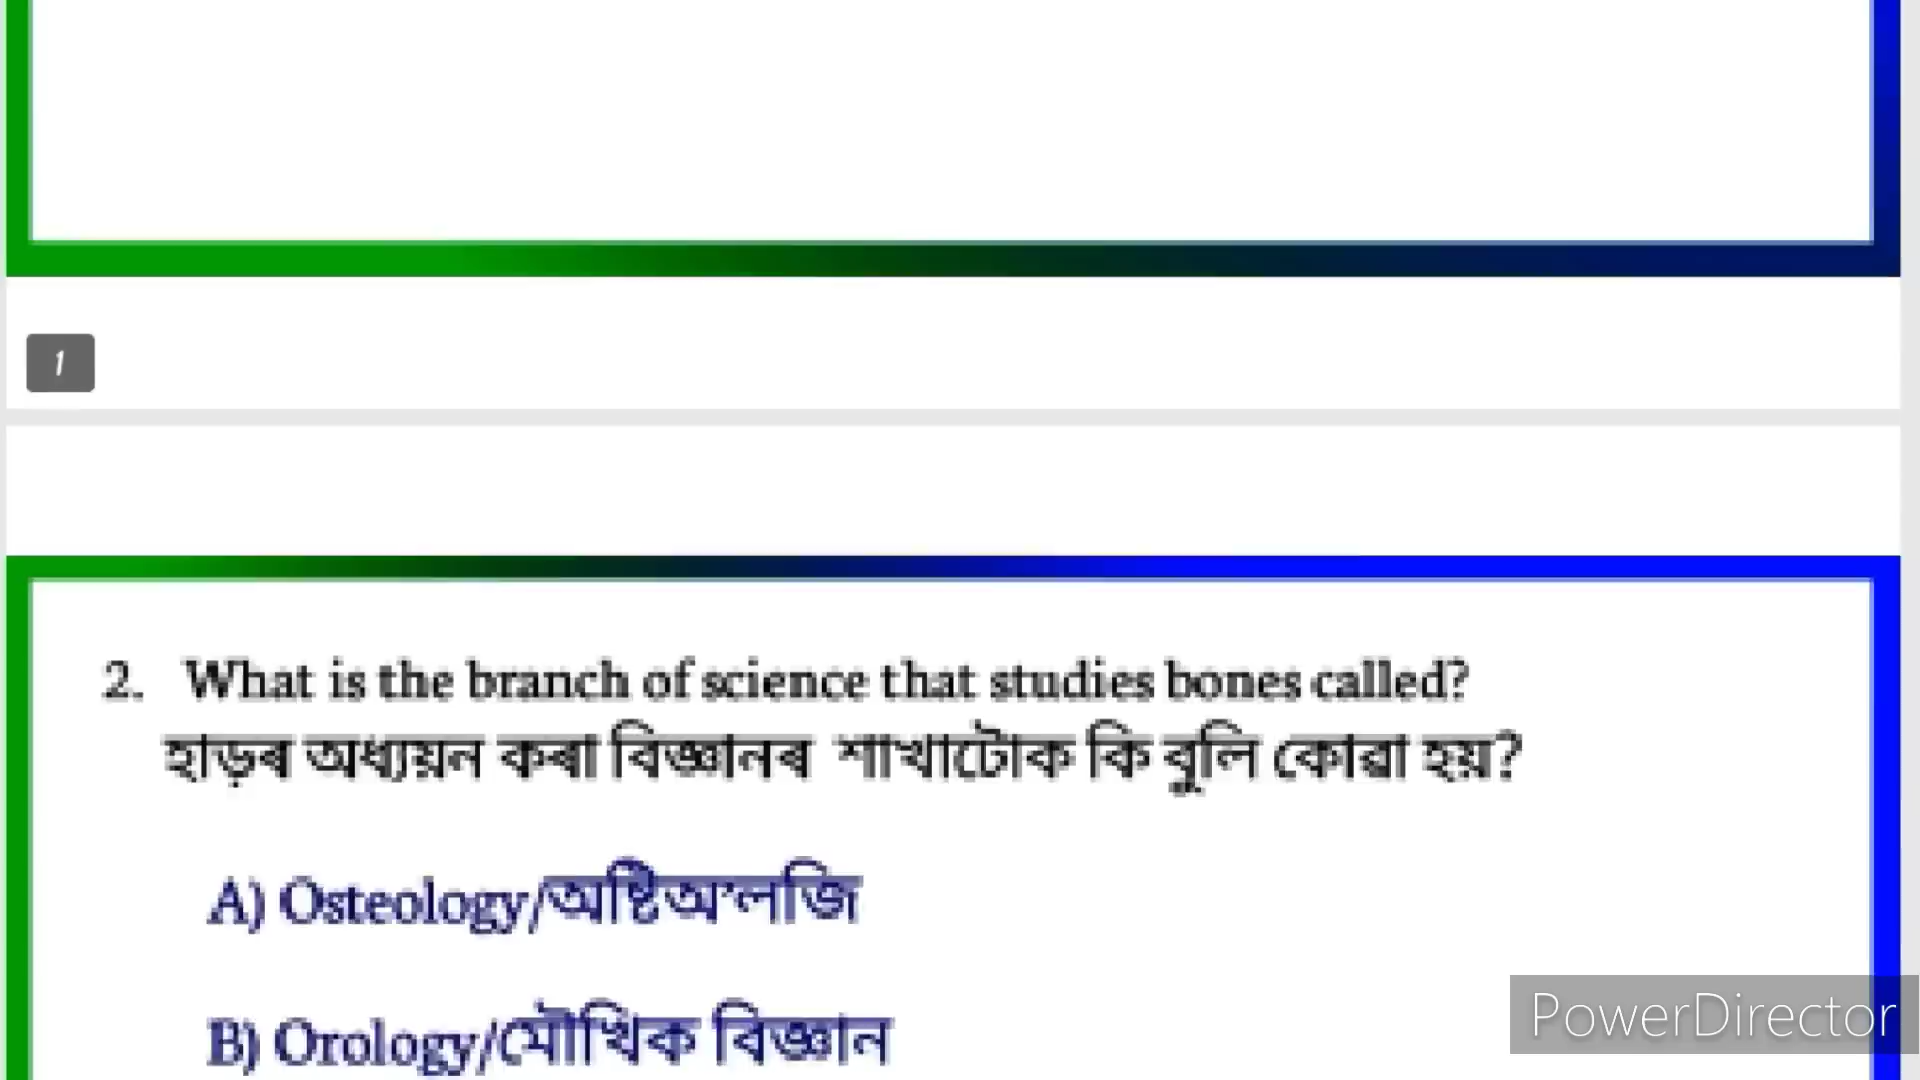 1
2. What is the branch of science that studies bones called?
হাড়ৰ অধ্যয়ন কৰা বিজ্ঞানৰ শাখাটোক কি বুলি কোৱা হয়?
A) Osteology/অষ্টিঅ'লজি
B) Orology/মৌখিক বিজ্ঞান
PowerDirector